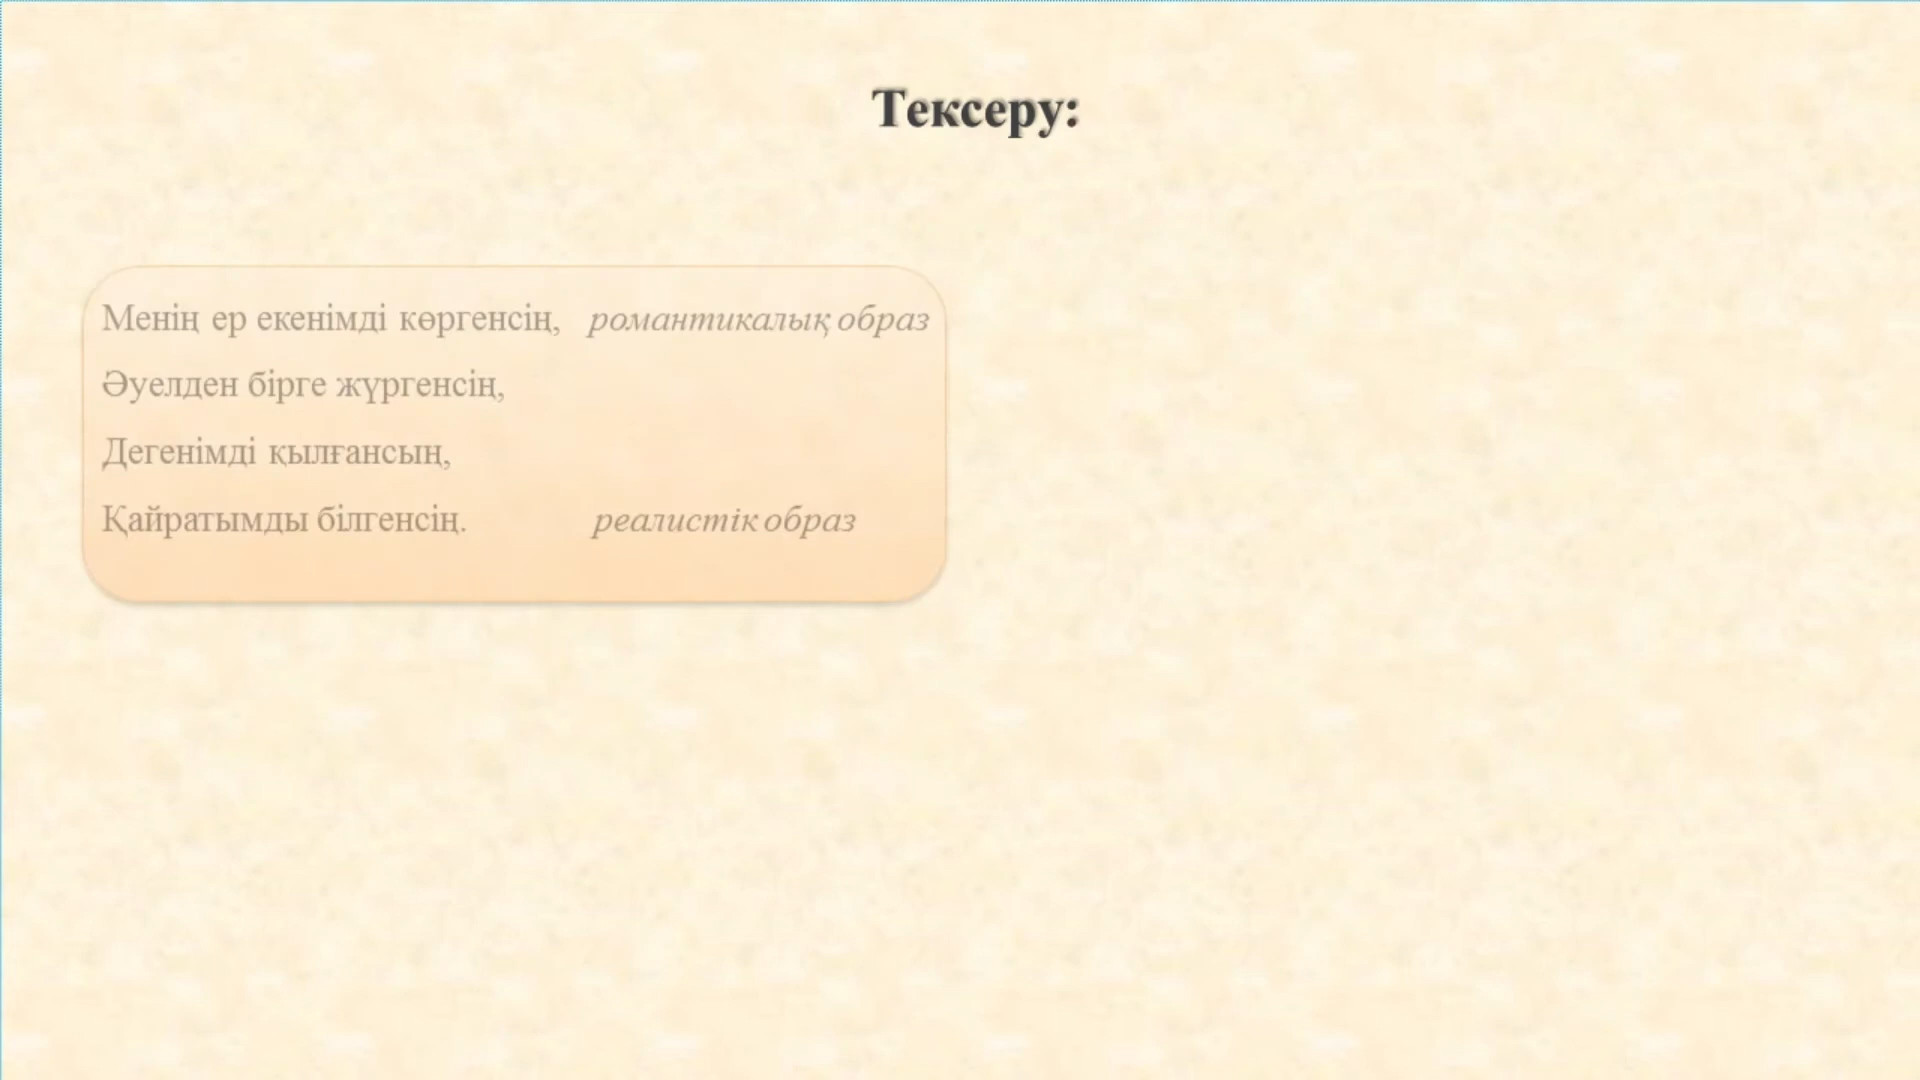 Тексеру:
Менің ер екенімді көргенсің, романтикалық образ
Әуелден бірге жүргенсің,
Дегенімді қылғансың,
Қайратымды білгенсің. реалистік образ